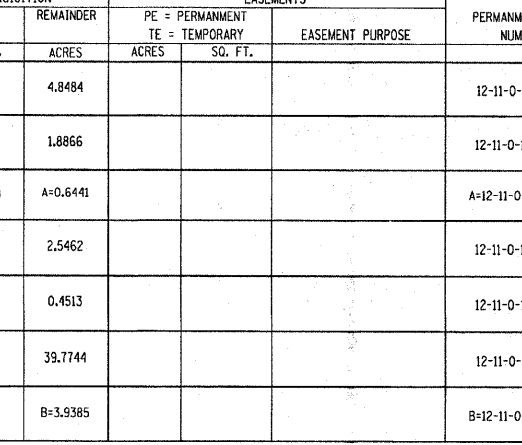 REMAINDER PE = PERMANMENT
TE = TEMPORARY EASEMENT PURPOSE
ACRES ACRES SQ. FT.
4.8484 12-11-0-
1.8866 12-11-0-
A=0.6441 A=12-11-0
2.5462 12-11-0-
0.4513 12-11-0-
39.7744 12-11-0-
B=3.9385 B=12-11-0